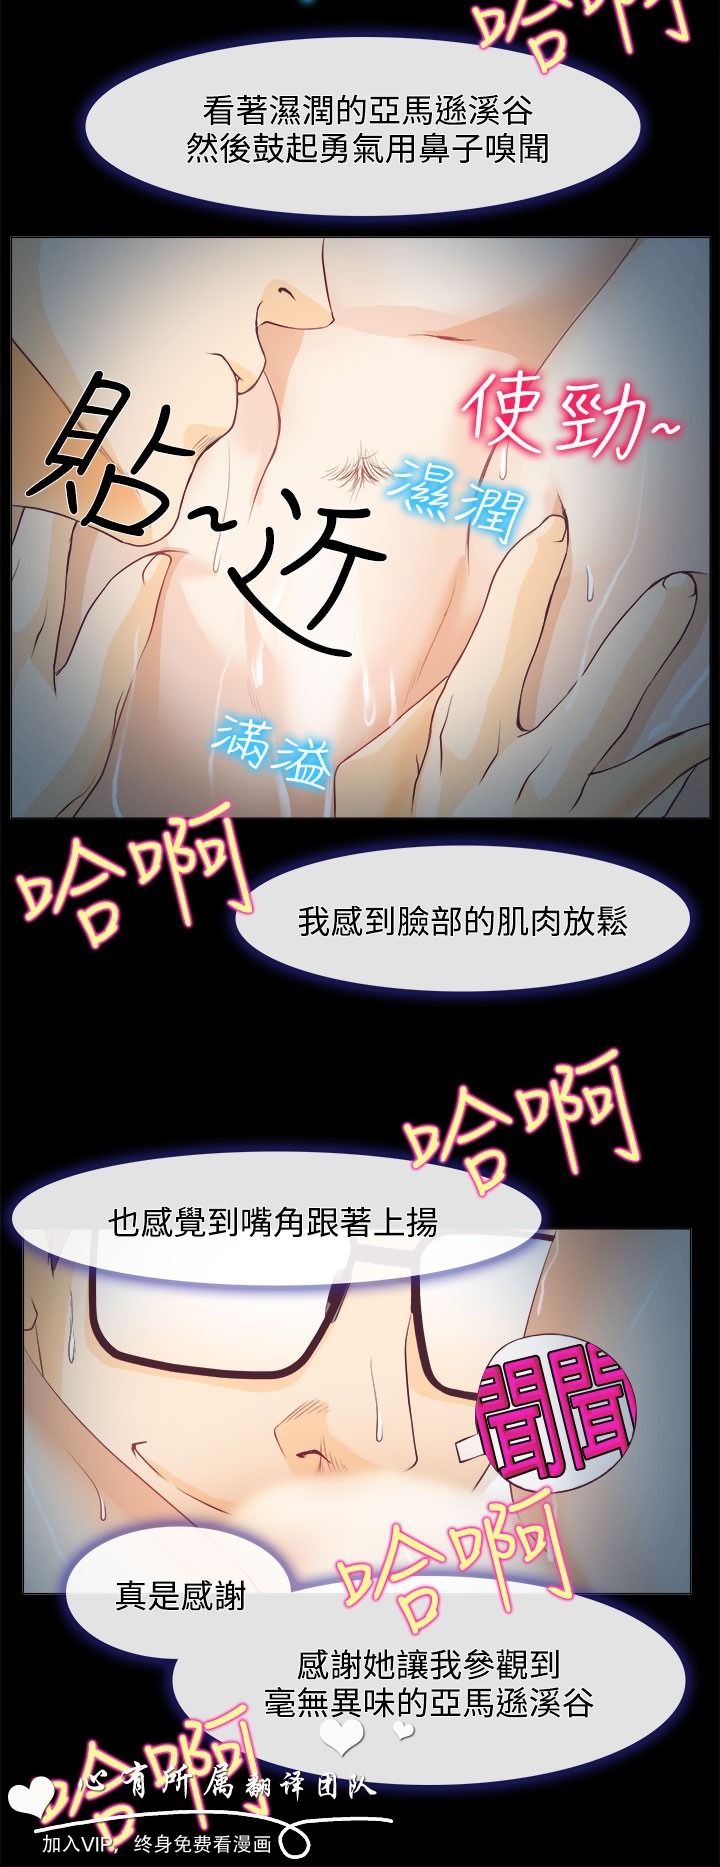 哈啊
看著濕潤的亞馬遜溪谷
然後鼓起勇氣用鼻子嗅聞
使勁~
貼~近
濕潤
滿溢
哈啊
我感到臉部的肌肉放鬆
哈啊
也感覺到嘴角跟著上揚
聞聞
哈啊
真是感謝
感謝她讓我參觀到
毫無異味的亞馬遜溪谷
哈啊
心有所属翻译团队
加入VIP，终身免费看漫画